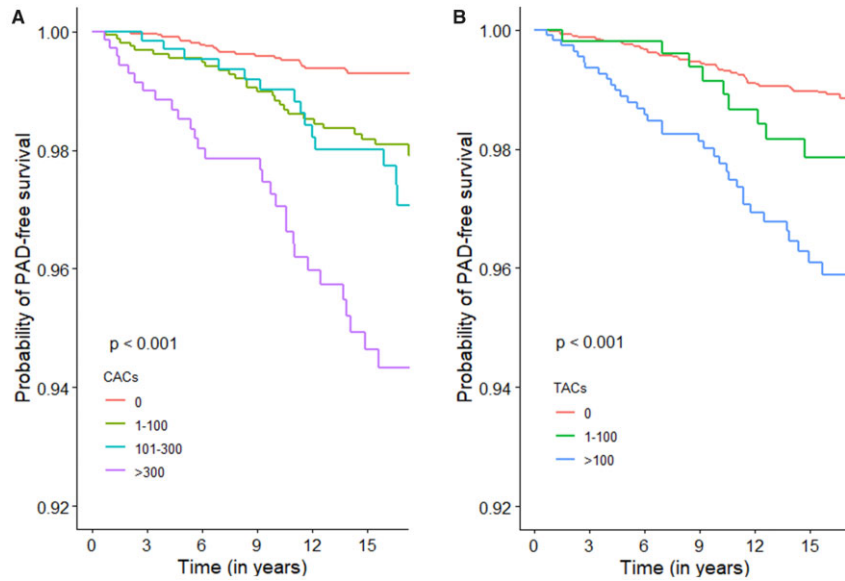 A
Probability of PAD-free survival
1.00
0.98
0.96
0.94
0.92
p < 0.001
CACs
0
1-100
101-300
>300
0 3 6 9 12 15
Time (in years)
B
Probability of PAD-free survival
1.00
0.98
0.96
0.94
0.92
p < 0.001
TACs
0
1-100
>100
0 3 6 9 12 15
Time (in years)